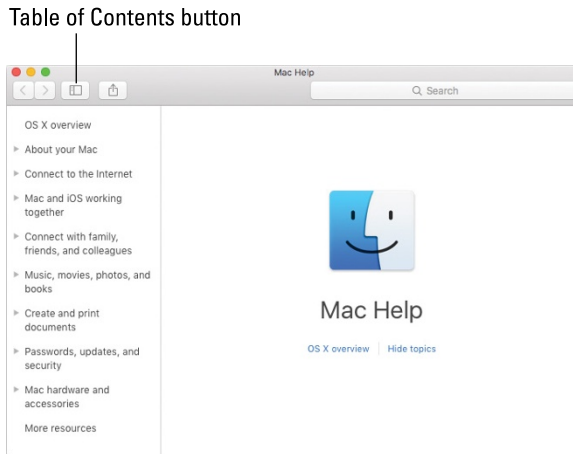 Table of Contents button
Mac Help
Search
OS X overview
About your Mac
Connect to the Internet
Mac and iOS working
together
Connect with family,
friends, and colleagues
Music, movies, photos, and
books
Create and print
documents
Passwords, updates, and
security
Mac hardware and
accessories
More resources
Mac Help
OS X overview Hide topics